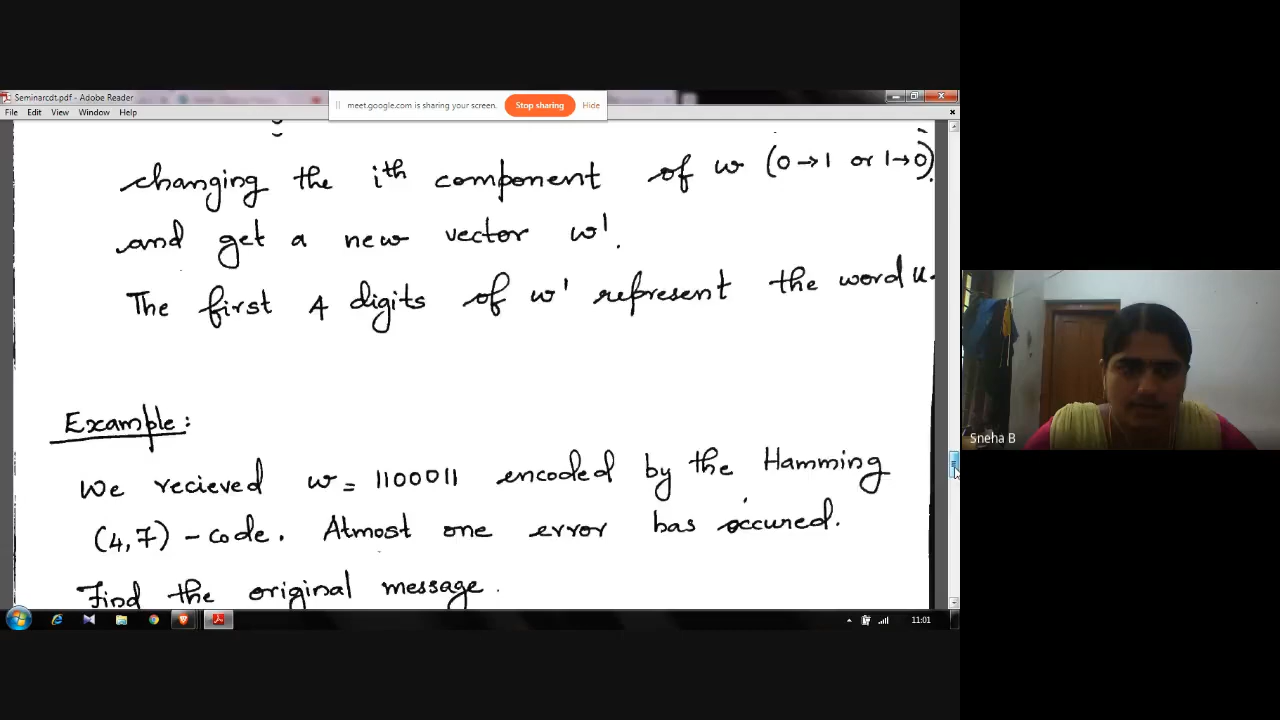 Seminarcdt.pdf - Adobe Reader
File Edit View Window Help
meet.google.com is sharing your screen. Stop sharing Hide
changing the ith component of w (0→1 or 1→0).
and get a new vector w'.
The first 4 digits of w' represent the word u.
Example:
We recieved w = 1100011 encoded by the Hamming
(4,7) - code. Atmost one error has occured.
Find the original message.
Sneha B
11:01